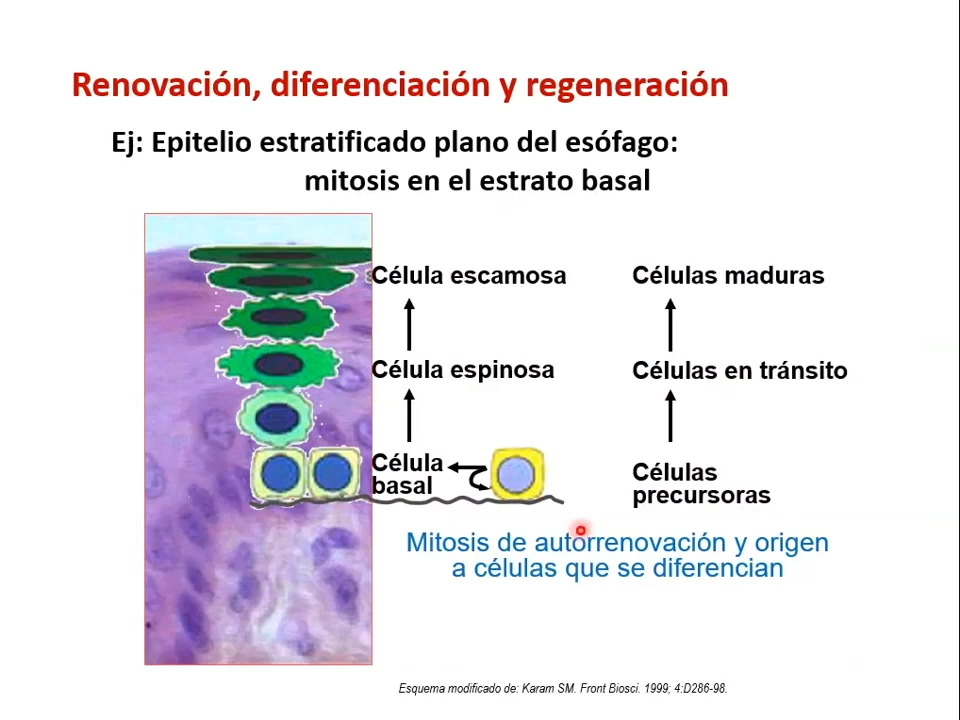 Renovación, diferenciación y regeneración
Ej: Epitelio estratificado plano del esófago:
mitosis en el estrato basal
Célula escamosa
Células maduras
Célula espinosa
Células en tránsito
Célula
basal
Células
precursoras
Mitosis de autorrenovación y origen
a células que se diferencian
Esquema modificado de: Karam SM. Front Biosci. 1999; 4:D286-98.